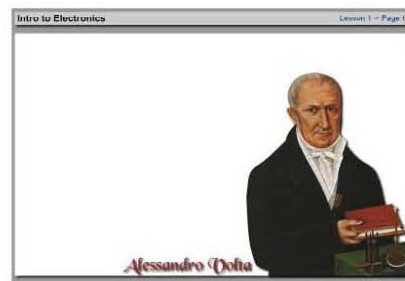 Intro to Electronics
Lesson 1 - Page
Alessandro Volta